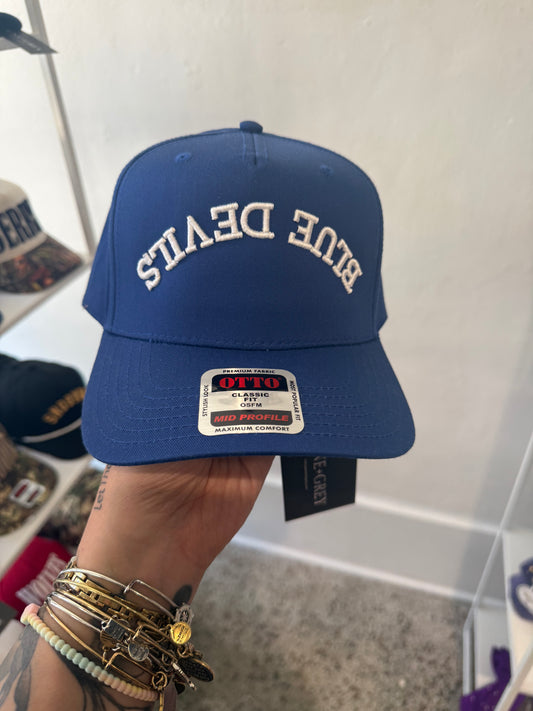 BLUE DEVILS
PREMIUM FABRIC
STYLISH LOOK
OTTO
CLASSIC
FIT
OSFM
MID PROFILE
MOST POPULAR FIT
MAXIMUM COMFORT